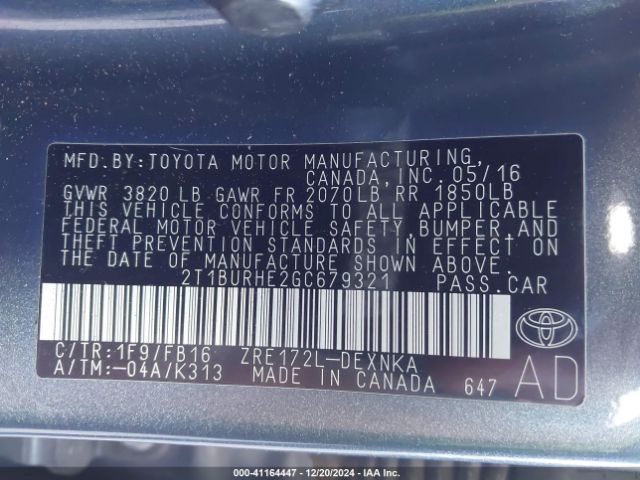 MFD.BY:TOYOTA MOTOR MANUFACTURING,
CANADA, INC. 05/16
GVWR 3820 LB GAWR FR 2070LB RR 1850LB
THIS VEHICLE CONFORMS TO ALL APPLICABLE
FEDERAL MOTOR VEHICLE SAFETY, BUMPER, AND
THEFT PREVENTION STANDARDS IN EFFECT ON
THE DATE OF MANUFACTURE SHOWN ABOVE.
2T1BURHE2GC679321 PASS.CAR
C/TR:1F9/FB16 ZRE172L-DEXNKA
A/TM:-04A/K313 MADE IN CANADA 647
AD
000-41164447 • 12/20/2024 • IAA Inc.